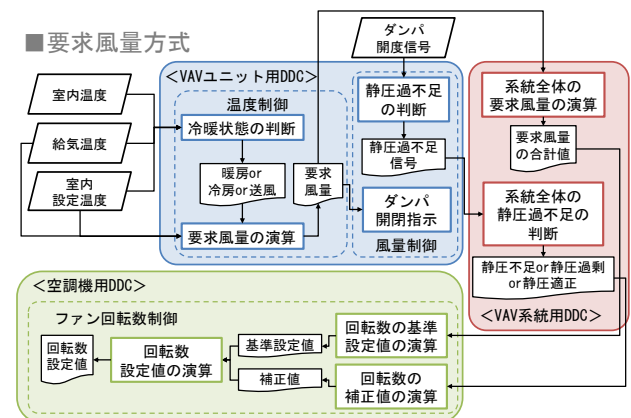 ■要求風量方式
ダンパ
開度信号
<VAVユニット用DDC>
室内温度
給気温度
室内
設定温度
温度制御
冷暖状態の判断
暖房or
冷房or送風
要求
風量
要求風量の演算
静圧過不足
の判断
静圧過不足
信号
ダンパ
開閉指示
風量制御
系統全体の
要求風量の演算
要求風量
の合計値
系統全体の
静圧過不足の
判断
静圧不足or静圧過剰
or静圧適正
<VAV系統用DDC>
<空調機用DDC>
ファン回転数制御
回転数
設定値
回転数
設定値の演算
基準設定値
補正値
回転数の基準
設定値の演算
回転数の
補正値の演算